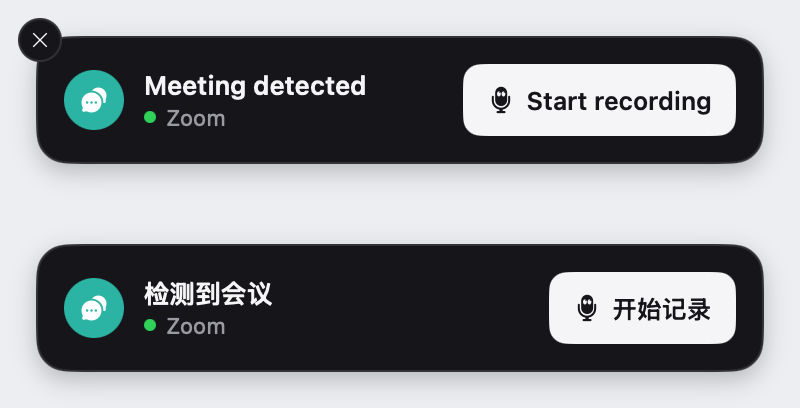 Meeting detected
Zoom
Start recording
检测到会议
Zoom
开始记录